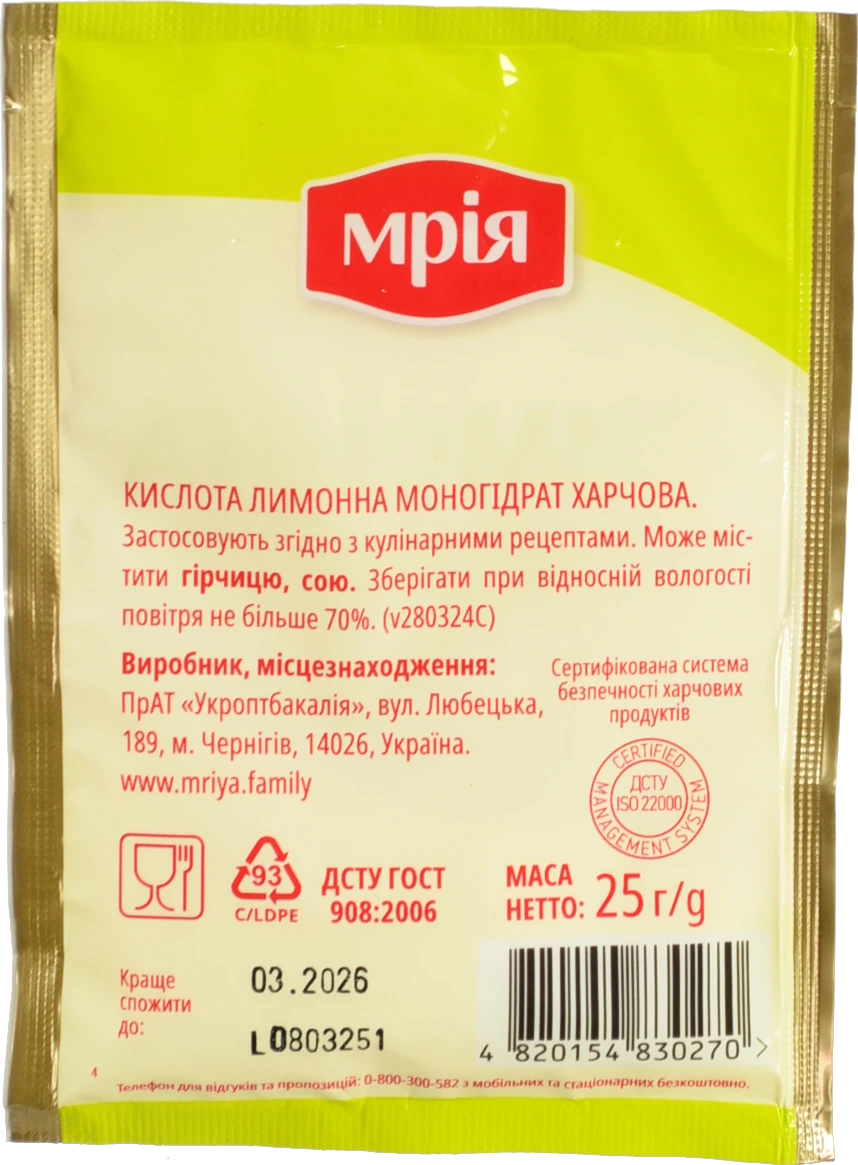 мрія
КИСЛОТА ЛИМОННА МОНОГІДРАТ ХАРЧОВА.
Застосовують згідно з кулінарними рецептами. Може міс-
тити гірчицю, сою. Зберігати при відносній вологості
повітря не більше 70%. (v280324C)
Виробник, місцезнаходження:
ПрАТ «Укроптбакалія», вул. Любецька,
189, м. Чернігів, 14026, Україна.
www.mriya.family
Сертифікована система
безпечності харчових
продуктів
CERTIFIED
ДСТУ
ISO 22000
MANAGEMENT SYSTEM
93
C/LDPE
ДСТУ ГОСТ
908:2006
МАСА
НЕТТО: 25 г/g
Краще
спожити
до:
03.2026
L0803251
4 820154 830270 >
4
Телефон для відгуків та пропозицій: 0-800-300-582 з мобільних та стаціонарних безкоштовно.